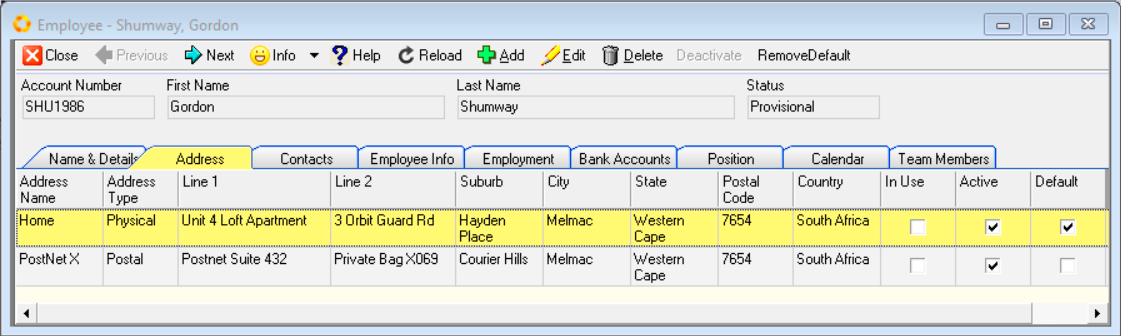 Employee - Shumway, Gordon
Close Previous Next Info Help Reload Add Edit Delete Deactivate RemoveDefault
Account Number First Name Last Name Status
SHU1986 Gordon Shumway Provisional
Name & Details Address Contacts Employee Info Employment Bank Accounts Position Calendar Team Members
Address Name Address Type Line 1 Line 2 Suburb City State Postal Code Country In Use Active Default
Home Physical Unit 4 Loft Apartment 3 Orbit Guard Rd Hayden Place Melmac Western Cape 7654 South Africa
PostNet X Postal Postnet Suite 432 Private Bag X069 Courier Hills Melmac Western Cape 7654 South Africa